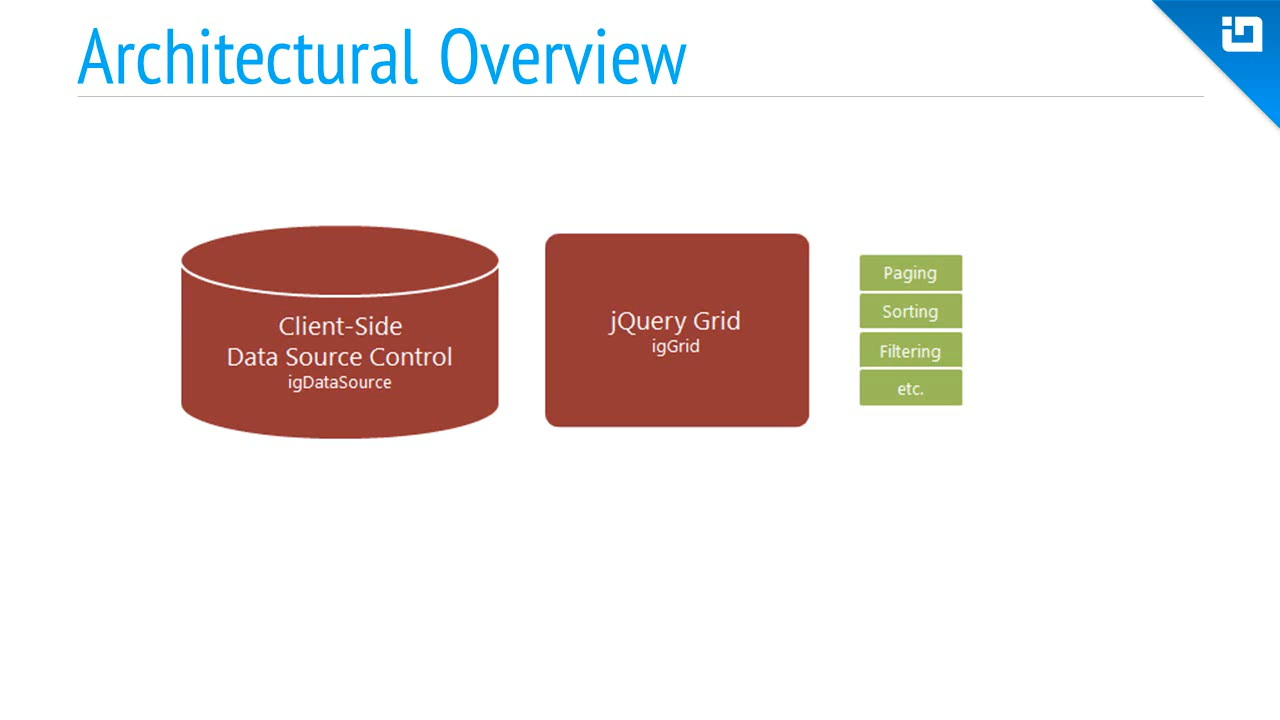 Architectural Overview
Client-Side
Data Source Control
igDataSource
jQuery Grid
igGrid
Paging
Sorting
Filtering
etc.